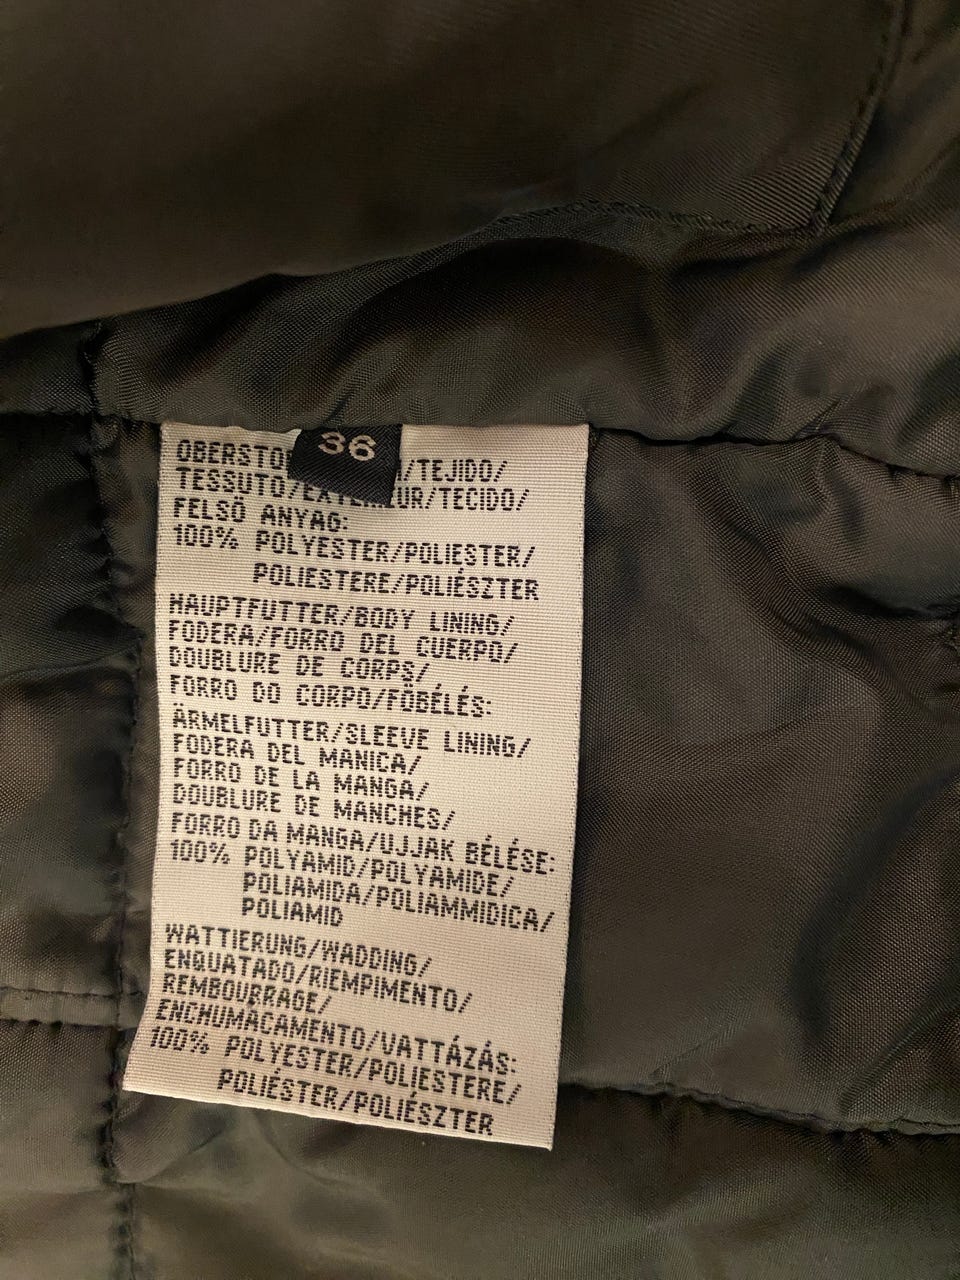 36
/TEJIDO/
TESSUTO/ /TECIDO/
FELSŐ ANYAG:
100% POLYESTER/POLIESTER/
POLIESTERE/POLIÉSZTER
HAUPTFUTTER/BODY LINING/
FODERA/FORRO DEL CUERPO/
DOUBLURE DE CORPS/
FORRO DO CORPO/FŐBÉLÉS:
ÄRMELFUTTER/SLEEVE LINING/
FODERA DEL MANICA/
FORRO DE LA MANGA/
DOUBLURE DE MANCHES/
FORRO DA MANGA/UJJAK BÉLÉSE:
100% POLYAMID/POLYAMIDE/
POLIAMIDA/POLIAMMIDICA/
POLIAMID
WATTIERUNG/WADDING/
ENQUATADO/RIEMPIMENTO/
REMBOURRAGE/
ENCHUMACAMENTO/VATTÁZÁS:
100% POLYESTER/POLIESTERE/
POLIÉSTER/POLIÉSZTER